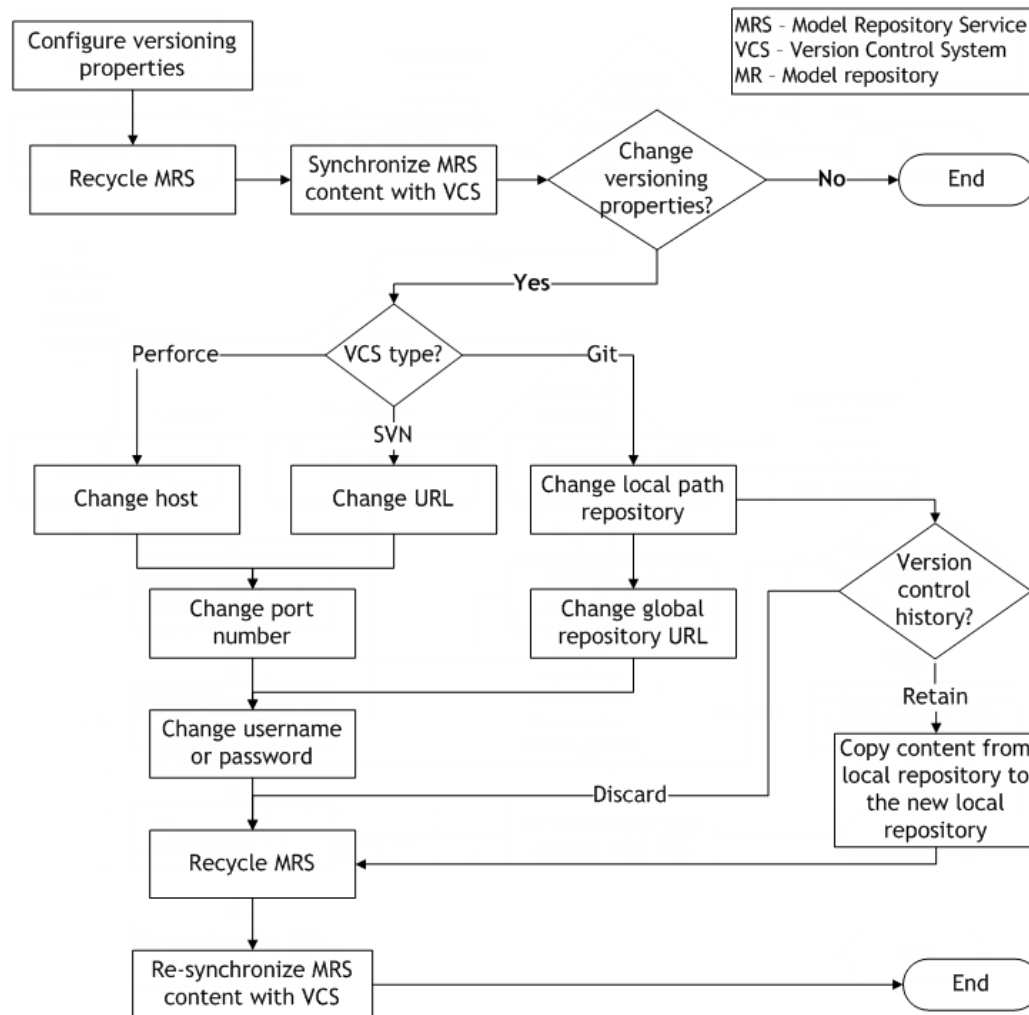 Configure versioning
properties
MRS – Model Repository Service
VCS – Version Control System
MR – Model repository
Recycle MRS
Synchronize MRS
content with VCS
Change
versioning
properties?
No
End
Yes
Perforce
VCS type?
Git
SVN
Change host
Change URL
Change local path
repository
Version
control
history?
Change port
number
Change global
repository URL
Retain
Change username
or password
Copy content from
local repository to
the new local
repository
Discard
Recycle MRS
Re-synchronize MRS
content with VCS
End